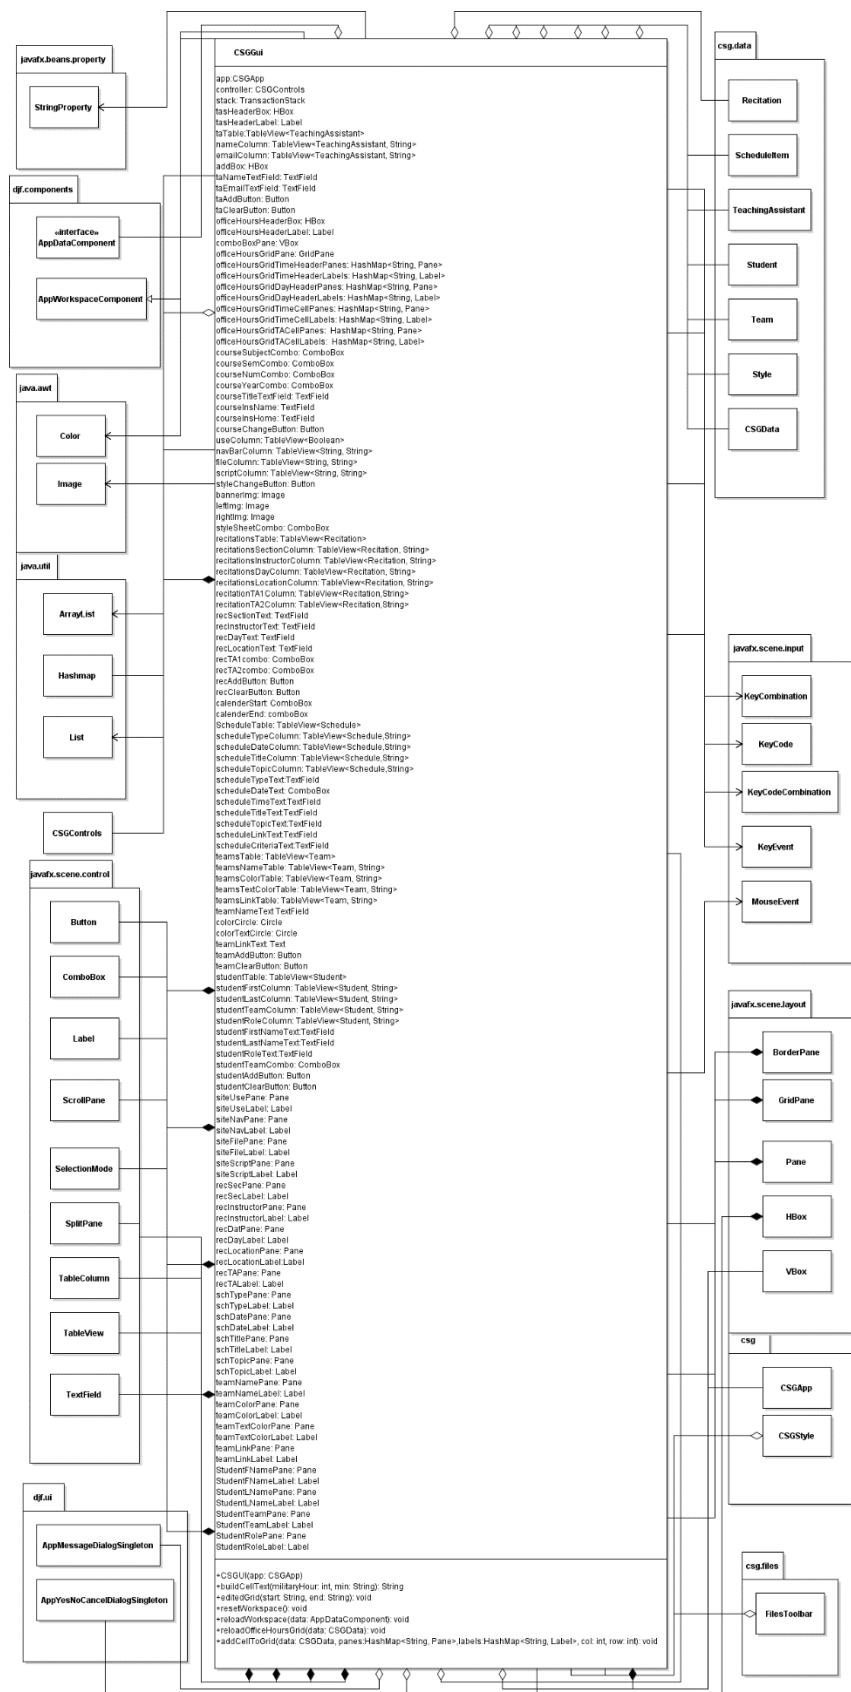 javafx.beans.property
StringProperty
djf.components
«interface»
AppDataComponent
AppWorkspaceComponent
java.awt
Color
Image
java.util
ArrayList
Hashmap
List
CSGControls
javafx.scene.control
Button
ComboBox
Label
ScrollPane
SelectionMode
SplitPane
TableColumn
TableView
TextField
djf.ui
AppMessageDialogSingleton
AppYesNoCancelDialogSingleton
CSGGui
app:CSGApp
controller: CSGControls
stack: TransactionStack
tasHeaderBox: HBox
tasHeaderLabel: Label
taTable:TableView<TeachingAssistant>
nameColumn: TableView<TeachingAssistant, String>
emailColumn: TableView<TeachingAssistant, String>
addBox: HBox
taNameTextField: TextField
taEmailTextField: TextField
taAddButton: Button
taClearButton: Button
officeHoursHeaderBox: HBox
officeHoursHeaderLabel: Label
comboBoxPane: VBox
officeHoursGridPane: GridPane
officeHoursGridTimeHeaderPanes: HashMap<String, Pane>
officeHoursGridTimeHeaderLabels: HashMap<String, Label>
officeHoursGridDayHeaderPanes: HashMap<String, Pane>
officeHoursGridDayHeaderLabels: HashMap<String, Label>
officeHoursGridTimeCellPanes: HashMap<String, Pane>
officeHoursGridTimeCellLabels: HashMap<String, Label>
officeHoursGridTACellPanes: HashMap<String, Pane>
officeHoursGridTACellLabels: HashMap<String, Label>
courseSubjectCombo: ComboBox
courseSemCombo: ComboBox
courseNumCombo: ComboBox
courseYearCombo: ComboBox
courseTitleTextField: TextField
courseInsName: TextField
courseInsHome: TextField
courseChangeButton: Button
useColumn: TableView<Boolean>
navBarColumn: TableView<String, String>
fileColumn: TableView<String, String>
scriptColumn: TableView<String, String>
styleChangeButton: Button
bannerImg: Image
leftImg: Image
rightImg: Image
styleSheetCombo: ComboBox
recitationsTable: TableView<Recitation>
recitationsSectionColumn: TableView<Recitation, String>
recitationsInstructorColumn: TableView<Recitation, String>
recitationsDayColumn: TableView<Recitation, String>
recitationsLocationColumn: TableView<Recitation, String>
recitationTA1Column: TableView<Recitation,String>
recitationTA2Column: TableView<Recitation,String>
recSectionText: TextField
recInstructorText: TextField
recDayText: TextField
recLocationText: TextField
recTA1combo: ComboBox
recTA2combo: ComboBox
recAddButton: Button
recClearButton: Button
calenderStart: ComboBox
calenderEnd: comboBox
ScheduleTable: TableView<Schedule>
scheduleTypeColumn: TableView<Schedule,String>
scheduleDateColumn: TableView<Schedule,String>
scheduleTitleColumn: TableView<Schedule,String>
scheduleTopicColumn: TableView<Schedule,String>
scheduleTypeText:TextField
scheduleDateText: ComboBox
scheduleTimeText:TextField
scheduleTitleText:TextField
scheduleTopicText:TextField
scheduleLinkText:TextField
scheduleCriteriaText:TextField
teamsTable: TableView<Team>
teamsNameTable: TableView<Team, String>
teamsColorTable: TableView<Team, String>
teamsTextColorTable: TableView<Team, String>
teamsLinkTable: TableView<Team, String>
teamNameText:TextField
colorCircle: Circle
colorTextCircle: Circle
teamLinkText: Text
teamAddButton: Button
teamClearButton: Button
studentTable: TableView<Student>
studentFirstColumn: TableView<Student, String>
studentLastColumn: TableView<Student, String>
studentTeamColumn: TableView<Student, String>
studentRoleColumn: TableView<Student, String>
studentFirstNameText:TextField
studentLastNameText:TextField
studentRoleText:TextField
studentTeamCombo: ComboBox
studentAddButton: Button
studentClearButton: Button
siteUsePane: Pane
siteUseLabel: Label
siteNavPane: Pane
siteNavLabel: Label
siteFilePane: Pane
siteFileLabel: Label
siteScriptPane: Pane
siteScriptLabel: Label
recSecPane: Pane
recSecLabel: Label
recInstructorPane: Pane
recInstructorLabel: Label
recDatPane: Pane
recDayLabel: Label
recLocationPane: Pane
recLocationLabel:Label
recTAPane: Pane
recTALabel: Label
schTypePane: Pane
schTypeLabel: Label
schDatePane: Pane
schDateLabel: Label
schTitlePane: Pane
schTitleLabel: Label
schTopicPane: Pane
schTopicLabel: Label
teamNamePane: Pane
teamNameLabel: Label
teamColorPane: Pane
teamColorLabel: Label
teamTextColorPane: Pane
teamTextColorLabel: Label
teamLinkPane: Pane
teamLinkLabel: Label
StudentFNamePane: Pane
StudentFNameLabel: Label
StudentLNamePane: Pane
StudentLNameLabel: Label
StudentTeamPane: Pane
StudentTeamLabel: Label
StudentRolePane: Pane
StudentRoleLabel: Label
+CSGUI(app: CSGApp)
+buildCellText(militaryHour: int, min: String): String
+editedGrid(start: String, end: String): void
+resetWorkspace(): void
+reloadWorkspace(data: AppDataComponent): void
+reloadOfficeHoursGrid(data: CSGData): void
+addCellToGrid(data: CSGData, panes:HashMap<String, Pane>,labels:HashMap<String, Label>, col: int, row: int): void
csg.data
Recitation
ScheduleItem
TeachingAssistant
Student
Team
Style
CSGData
javafx.scene.input
KeyCombination
KeyCode
KeyCodeCombination
KeyEvent
MouseEvent
javafx.scene.layout
BorderPane
GridPane
Pane
HBox
VBox
csg
CSGApp
CSGStyle
csg.files
FilesToolbar